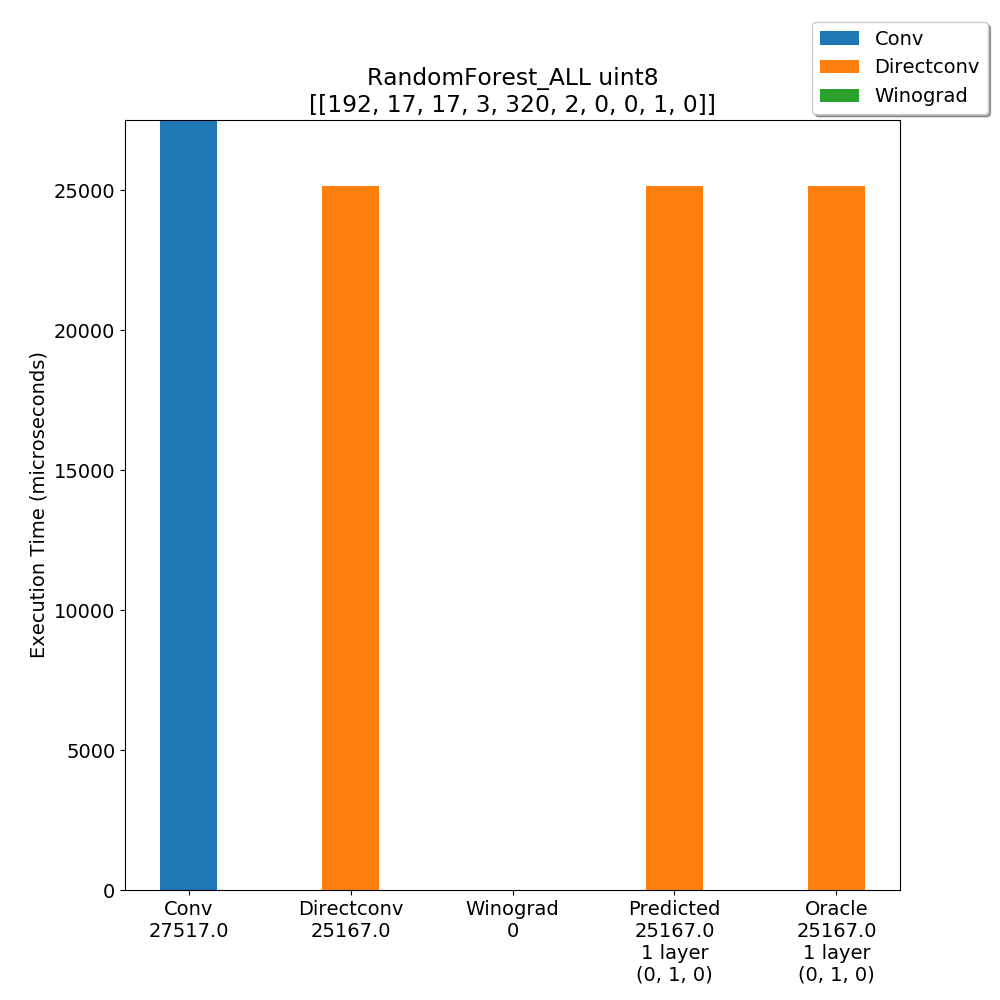 Conv
Directconv
Winograd
RandomForest_ALL uint8
[[192, 17, 17, 3, 320, 2, 0, 0, 1, 0]]
Execution Time (microseconds)
25000
20000
15000
10000
5000
0
Conv
27517.0
Directconv
25167.0
Winograd
0
Predicted
25167.0
1 layer
(0, 1, 0)
Oracle
25167.0
1 layer
(0, 1, 0)